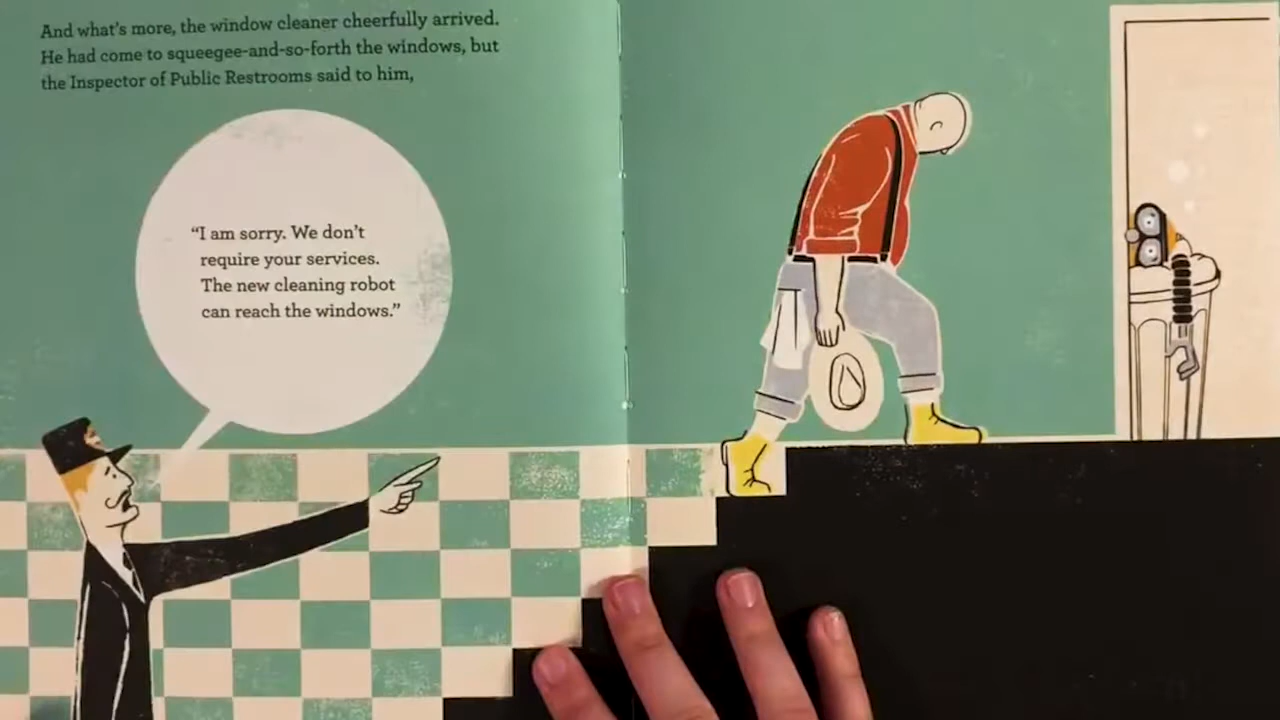 And what's more, the window cleaner cheerfully arrived.
He had come to squeegee-and-so-forth the windows, but
the Inspector of Public Restrooms said to him,
“I am sorry. We don't
require your services.
The new cleaning robot
can reach the windows.”